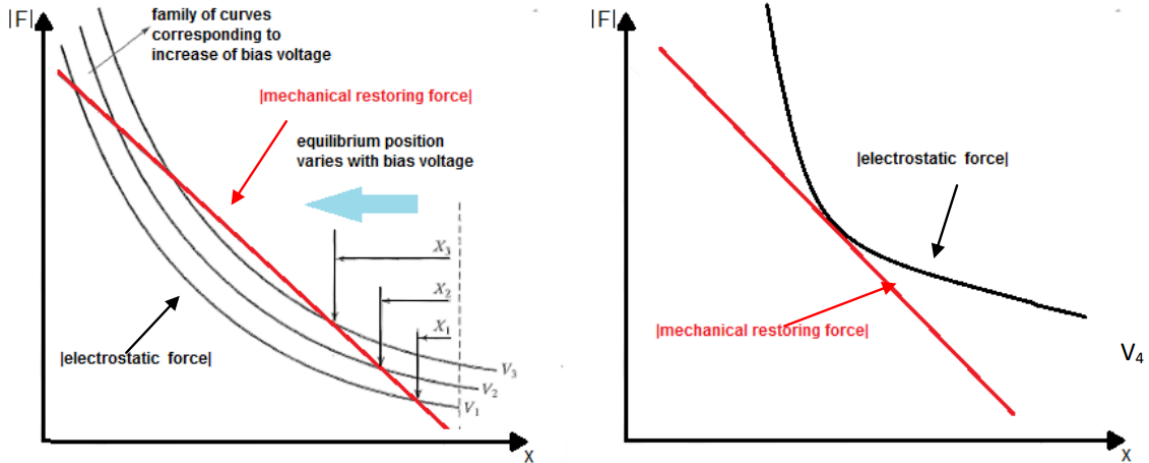 |F|
family of curves
corresponding to
increase of bias voltage
|mechanical restoring force|
equilibrium position
varies with bias voltage
X3
X2
X1
|electrostatic force|
V3
V2
V1
X
|F|
|electrostatic force|
|mechanical restoring force|
V4
X